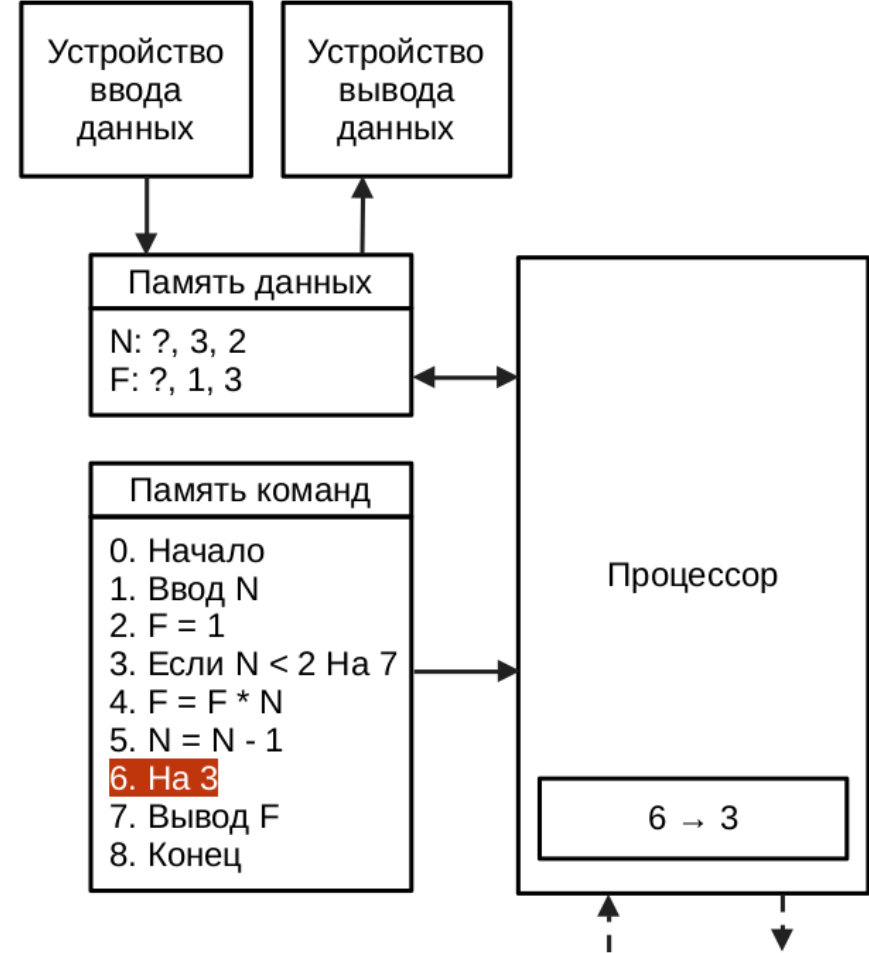 Устройство
ввода
данных
Устройство
вывода
данных
Память данных
N: ?, 3, 2
F: ?, 1, 3
Память команд
0. Начало
1. Ввод N
2. F = 1
3. Если N < 2 На 7
4. F = F * N
5. N = N - 1
6. На 3
7. Вывод F
8. Конец
Процессор
6 → 3